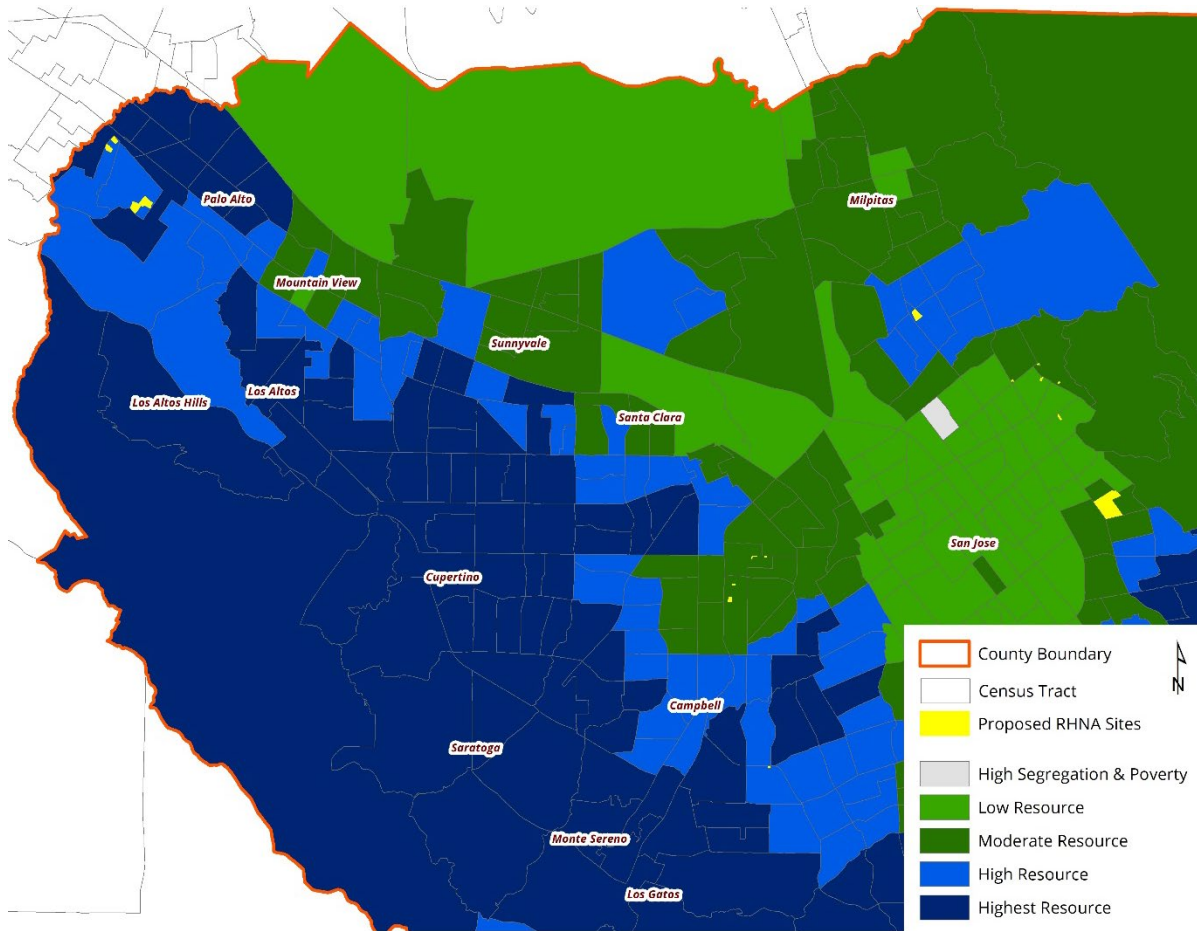 Palo Alto
Milpitas
Mountain View
Sunnyvale
Los Altos
Los Altos Hills
Santa Clara
San Jose
Cupertino
Campbell
Saratoga
Monte Sereno
Los Gatos
County Boundary
Census Tract
Proposed RHNA Sites
High Segregation & Poverty
Low Resource
Moderate Resource
High Resource
Highest Resource
N